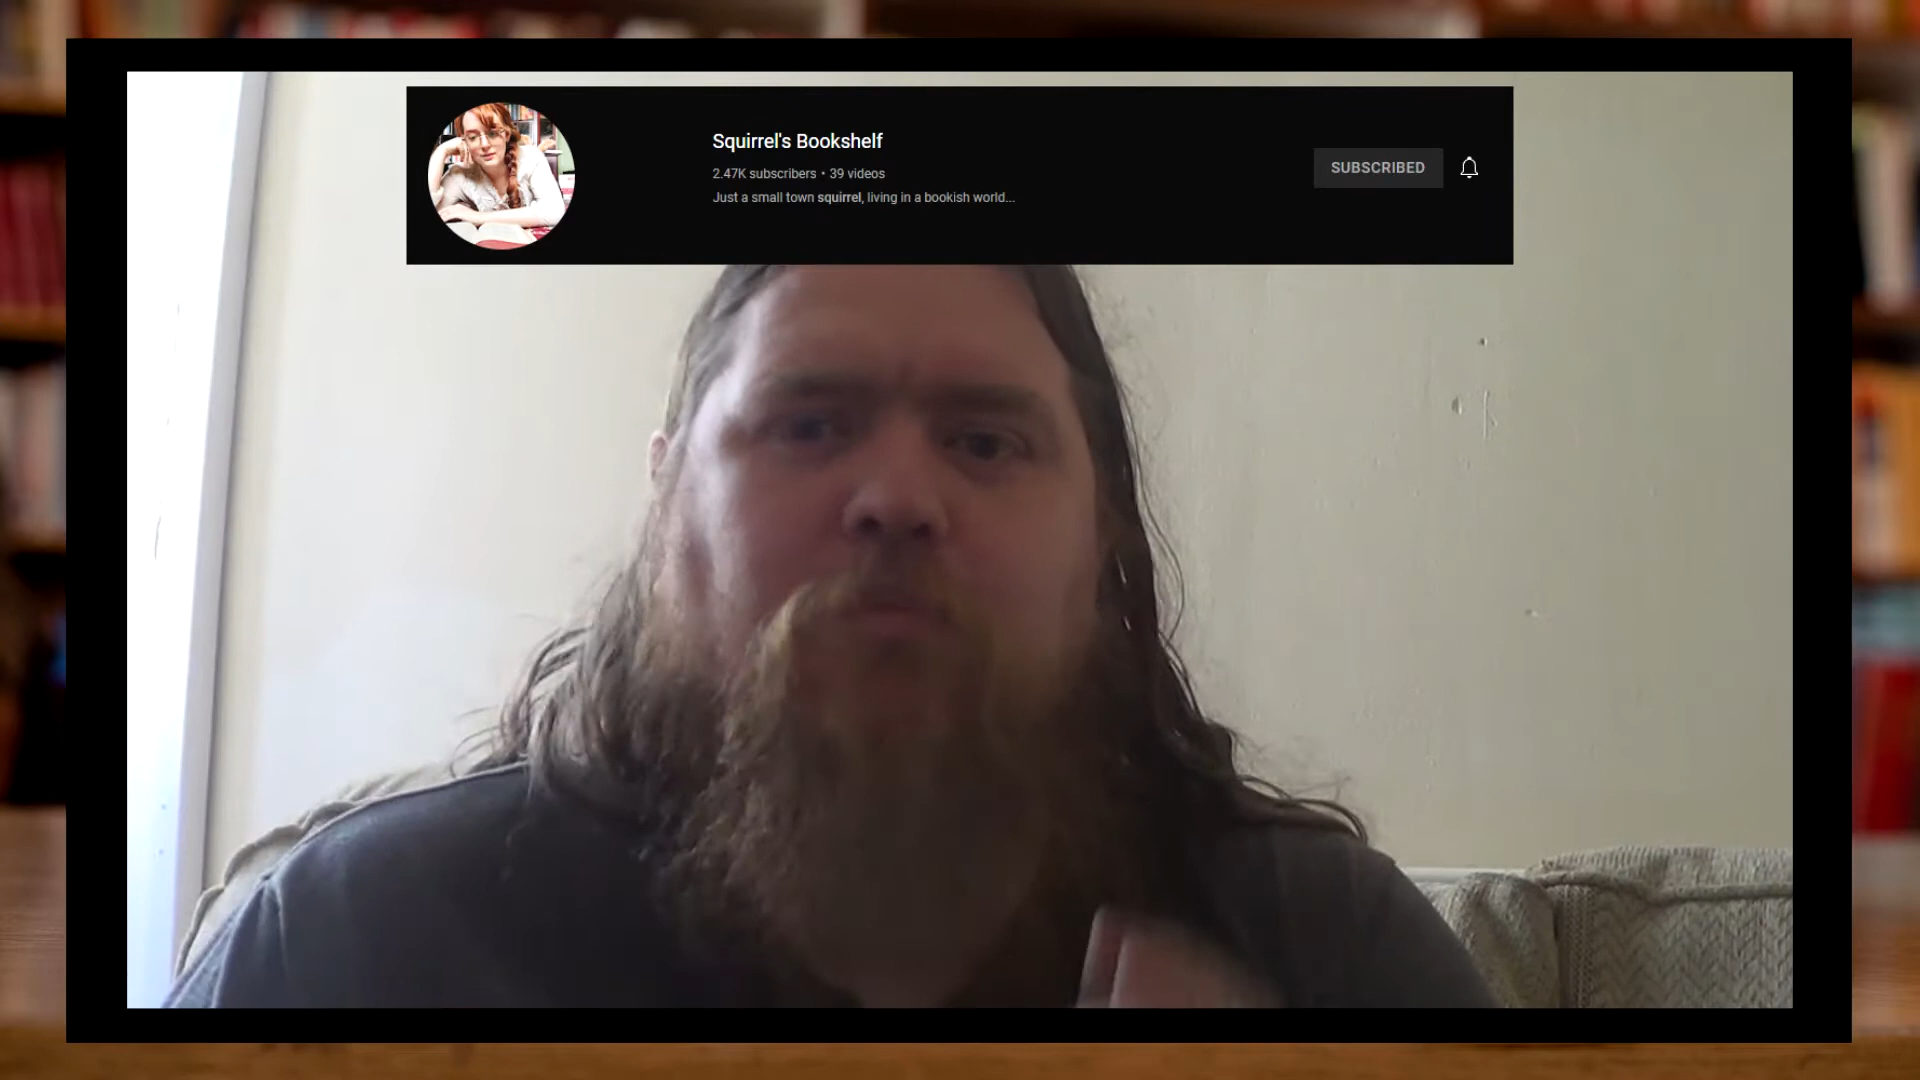 Squirrel's Bookshelf
2.47K subscribers • 39 videos
SUBSCRIBED
Just a small town squirrel, living in a bookish world...